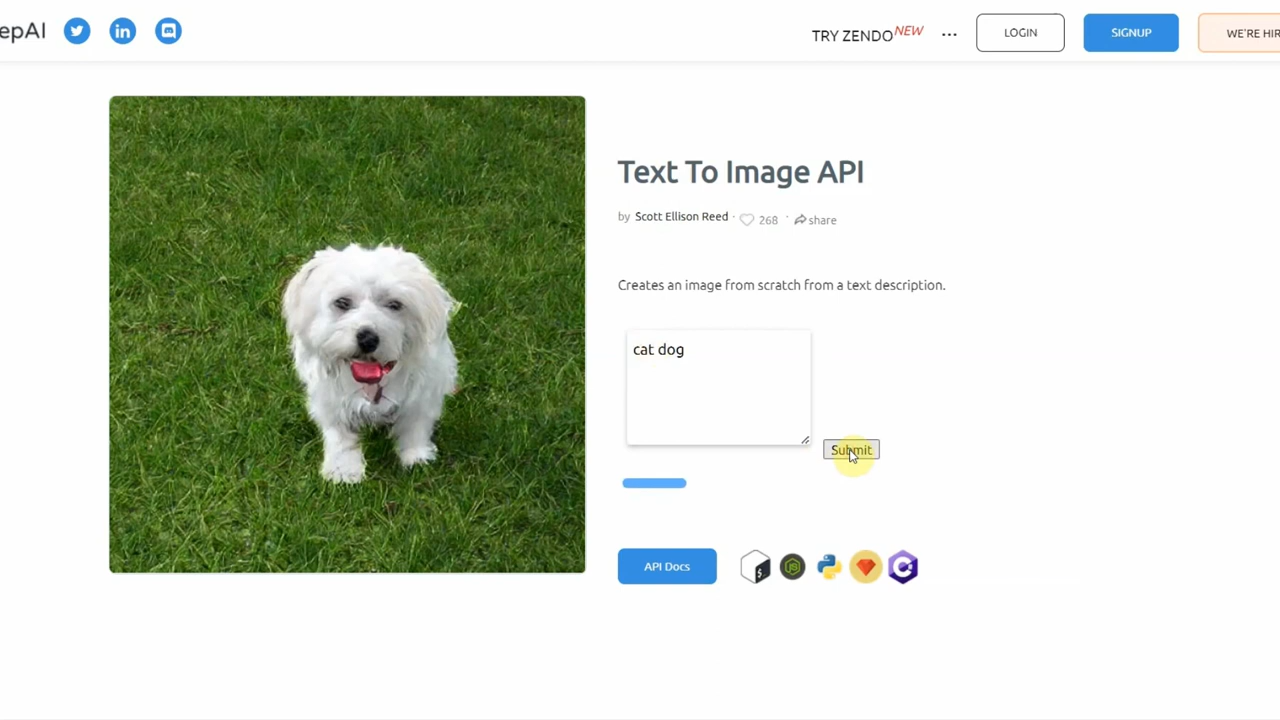 epAI
TRY ZENDO NEW ... LOGIN SIGNUP WE'RE HIR
Text To Image API
by Scott Ellison Reed · 268 · share
Creates an image from scratch from a text description.
cat dog
Submit
API Docs